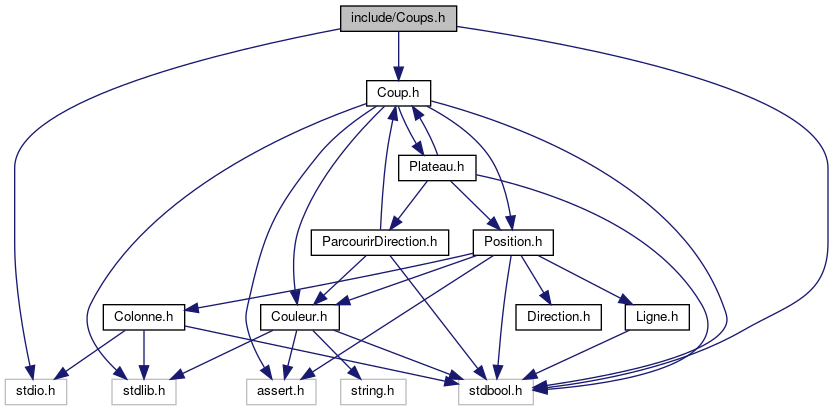 include/Coups.h
Coup.h
Plateau.h
ParcourirDirection.h
Position.h
Colonne.h
Couleur.h
Direction.h
Ligne.h
stdio.h
stdlib.h
assert.h
string.h
stdbool.h